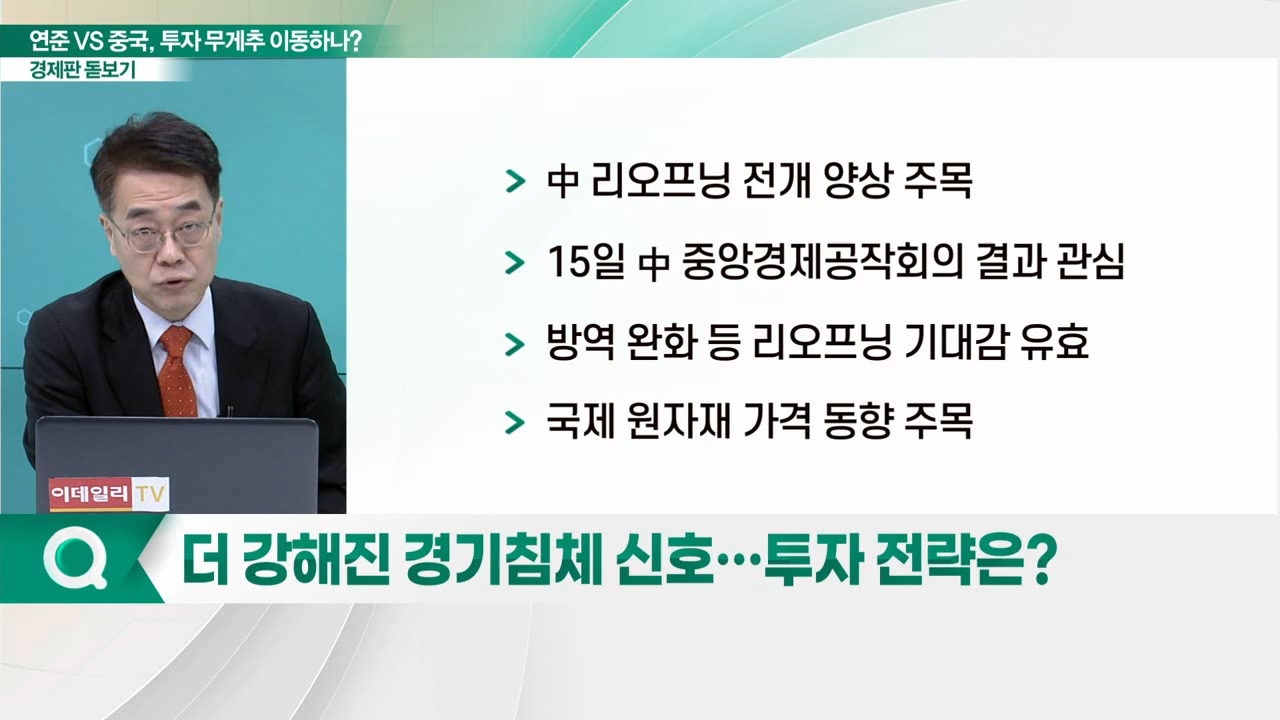 연준 VS 중국, 투자 무게추 이동하나?
경제판 돋보기
> 中 리오프닝 전개 양상 주목
> 15일 中 중앙경제공작회의 결과 관심
> 방역 완화 등 리오프닝 기대감 유효
> 국제 원자재 가격 동향 주목
이데일리 TV
Q 더 강해진 경기침체 신호…투자 전략은?